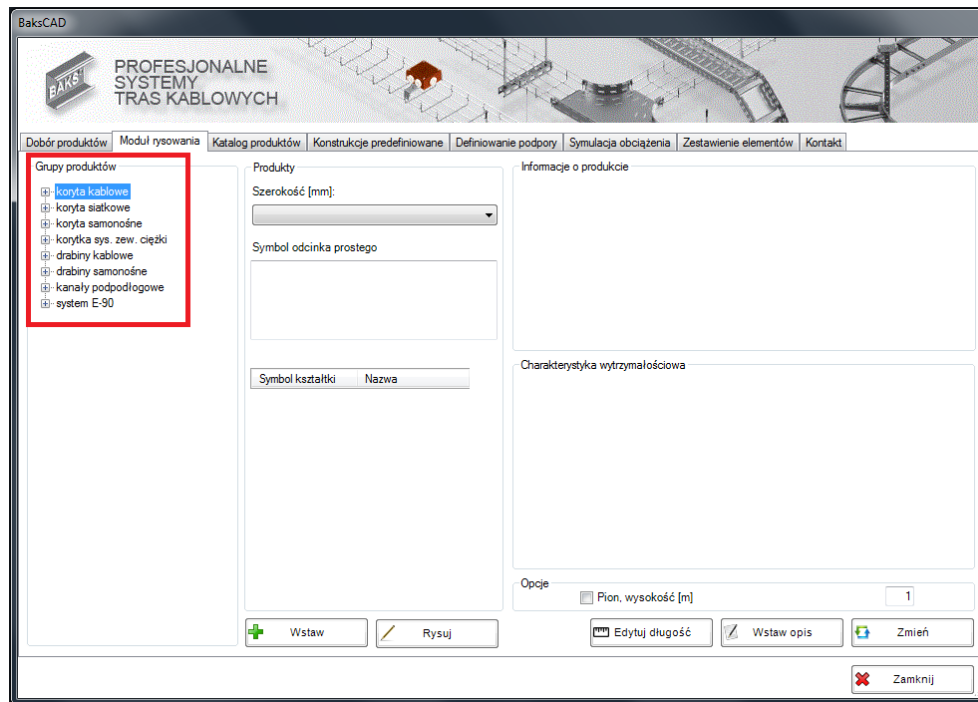 BaksCAD
BAKS
PROFESJONALNE
SYSTEMY
TRAS KABLOWYCH
Dobór produktów Moduł rysowania Katalog produktów Konstrukcje predefiniowane Definiowanie podpory Symulacja obciążenia Zestawienie elementów Kontakt
Grupy produktów
koryta kablowe
koryta siatkowe
koryta samonośne
korytka sys. zew. ciężki
drabiny kablowe
drabiny samonośne
kanały podpodłogowe
system E-90
Produkty
Szerokość [mm]:
Symbol odcinka prostego
Symbol kształtki Nazwa
Informacje o produkcie
Charakterystyka wytrzymałościowa
Opcje
Pion, wysokość [m] 1
Wstaw Rysuj Edytuj długość Wstaw opis Zmień
Zamknij